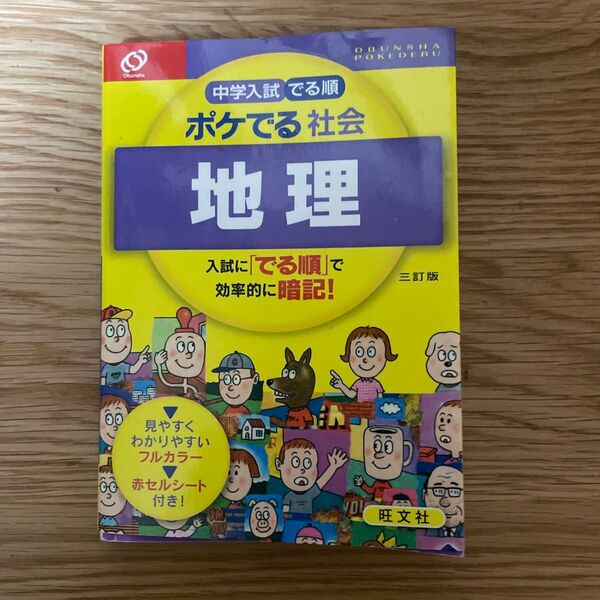 Obunsha
OBUNSHA
POKEDERU
中学入試 でる順
ポケでる社会
地理
入試に「でる順」で
効率的に暗記!
三訂版
見やすく
わかりやすい
フルカラー
赤セルシート
付き!
旺文社